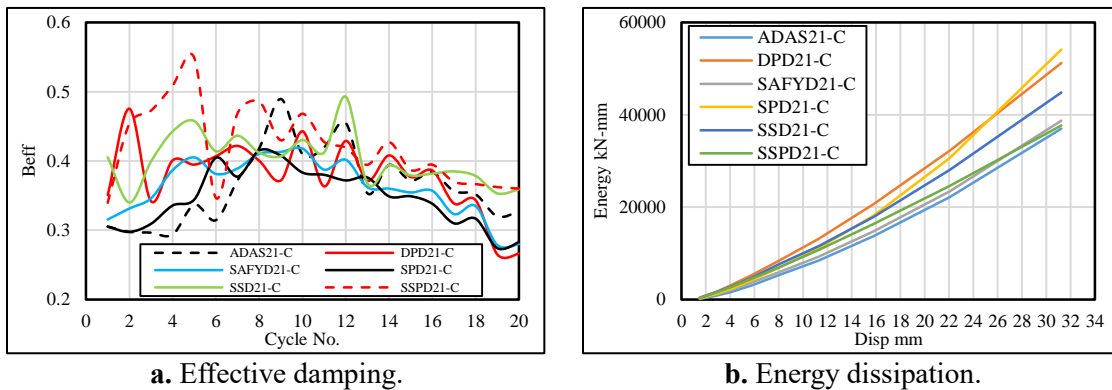 0.6
0.5
0.4
0.3
0.2
0 2 4 6 8 10 12 14 16 18 20
Beff
Cycle No.
ADAS21-C DPD21-C
SAFYD21-C SPD21-C
SSD21-C SSPD21-C
a. Effective damping.
60000
40000
20000
0
0 2 4 6 8 10 12 14 16 18 20 22 24 26 28 30 32 34
Energy kN-mm
Disp mm
ADAS21-C
DPD21-C
SAFYD21-C
SPD21-C
SSD21-C
SSPD21-C
b. Energy dissipation.